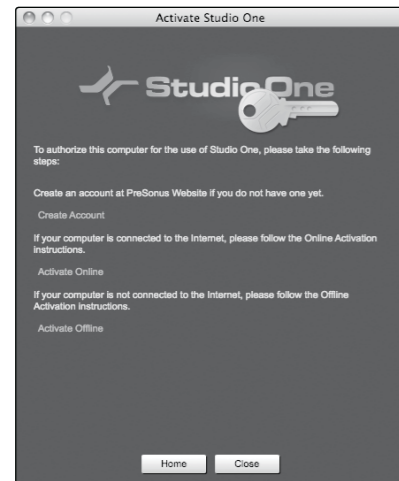 Activate Studio One
Studio One
To authorize this computer for the use of Studio One, please take the following
steps:
Create an account at PreSonus Website if you do not have one yet.
Create Account
If your computer is connected to the Internet, please follow the Online Activation
instructions.
Activate Online
If your computer is not connected to the Internet, please follow the Offline
Activation instructions.
Activate Offline
Home Close